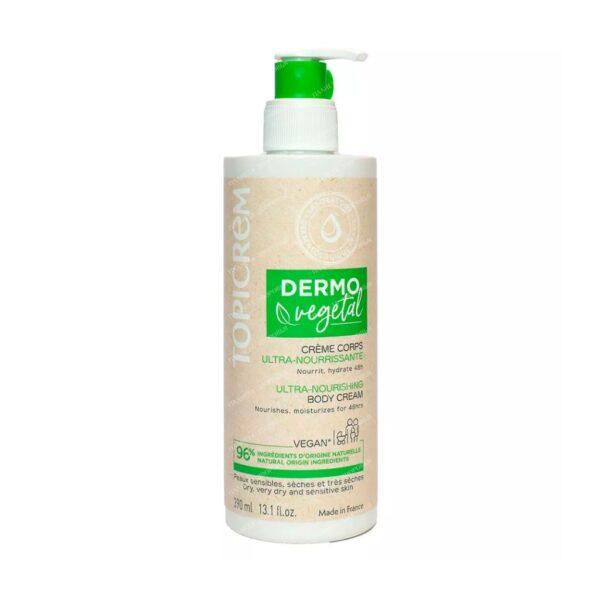 TOPICRÈM
DERMO
vegetal
CRÈME CORPS
ULTRA-NOURRISSANTE
Nourrit, hydrate 48h
ULTRA-NOURISHING
BODY CREAM
Nourishes, moisturizes for 48hrs
VEGAN*
96% INGRÉDIENTS D'ORIGINE NATURELLE
NATURAL ORIGIN INGREDIENTS
Peaux sensibles, sèches et très sèches
Dry, very dry and sensitive skin
390 ml 13.1 fl.oz. Made in France